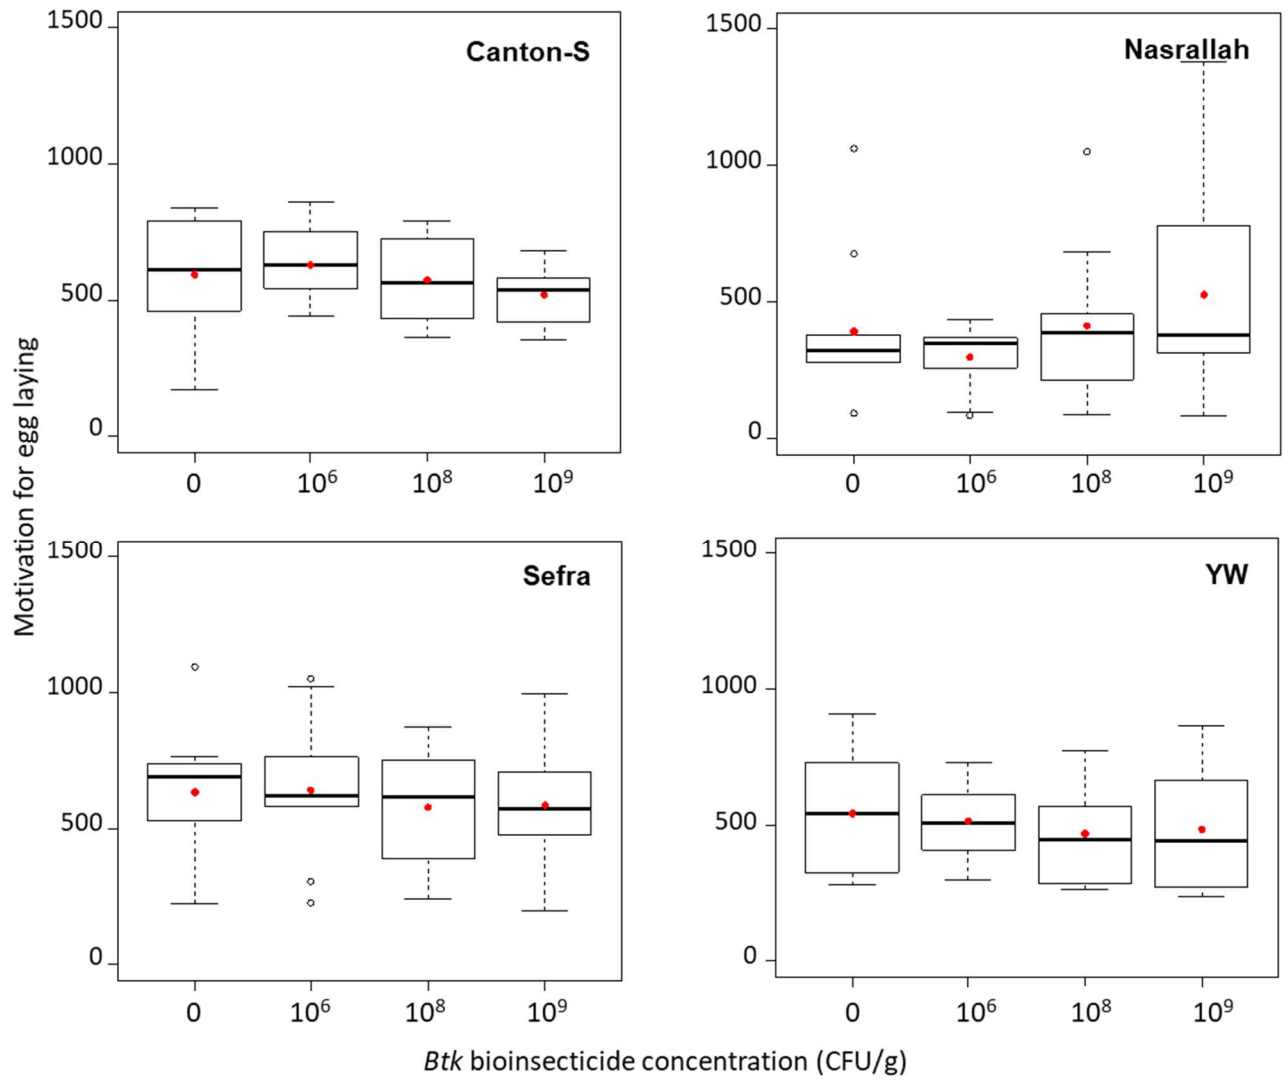 Motivation for egg laying
Canton-S
1500
1000
500
0
0 10⁶ 10⁸ 10⁹
Nasrallah
1500
1000
500
0
0 10⁶ 10⁸ 10⁹
Sefra
1500
1000
500
0
0 10⁶ 10⁸ 10⁹
YW
1500
1000
500
0
0 10⁶ 10⁸ 10⁹
Btk bioinsecticide concentration (CFU/g)